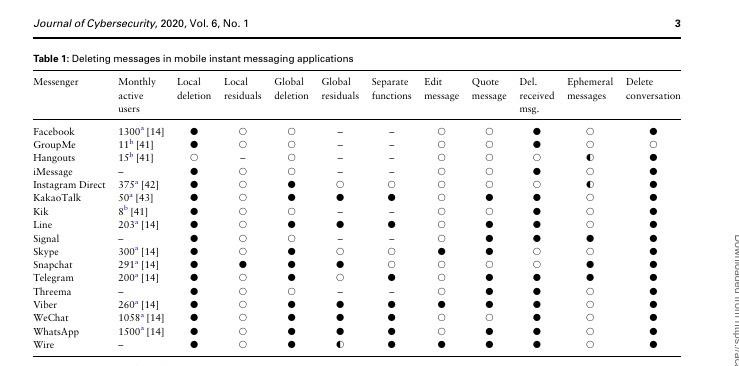 Journal of Cybersecurity, 2020, Vol. 6, No. 1 3
Table 1: Deleting messages in mobile instant messaging applications
Messenger Monthly Local Local Global Global Separate Edit Quote Del. Ephemeral Delete
active deletion residuals deletion residuals functions message message received messages conversation
users msg.
Facebook 1300ᵃ [14] ● ○ ○ – – ○ ○ ● ○ ●
GroupMe 11ᵇ [41] ● ○ ○ – – ○ ○ ● ○ ○
Hangouts 15ᵇ [41] ○ – ○ – – ○ ○ ○ ◐ ●
iMessage – ● ○ ○ – – ○ ○ ● ○ ●
Instagram Direct 375ᵃ [42] ● ○ ● ○ ○ ○ ○ ○ ◐ ●
KakaoTalk 50ᵃ [43] ● ○ ● ● ● ○ ● ● ○ ●
Kik 8ᵇ [41] ● ○ ○ – – ○ ○ ● ○ ●
Line 203ᵃ [14] ● ○ ● ● ● ○ ● ● ○ ●
Signal – ● ○ ○ – – ○ ● ● ● ●
Skype 300ᵃ [14] ● ○ ● ○ ○ ● ● ● ○ ●
Snapchat 291ᵃ [14] ● ● ● ● ○ ○ ○ ○ ● ●
Telegram 200ᵃ [14] ● ○ ● ○ ● ○ ● ● ● ●
Threema – ● ○ ○ – – ○ ● ● ○ ●
Viber 260ᵃ [14] ● ○ ● ● ● ● ● ● ○ ●
WeChat 1058ᵃ [14] ● ○ ● ● ● ○ ○ ● ○ ●
WhatsApp 1500ᵃ [14] ● ○ ● ● ● ○ ● ● ○ ●
Wire – ● ○ ● ◐ ● ● ● ● ○ ●
Downloaded from https://